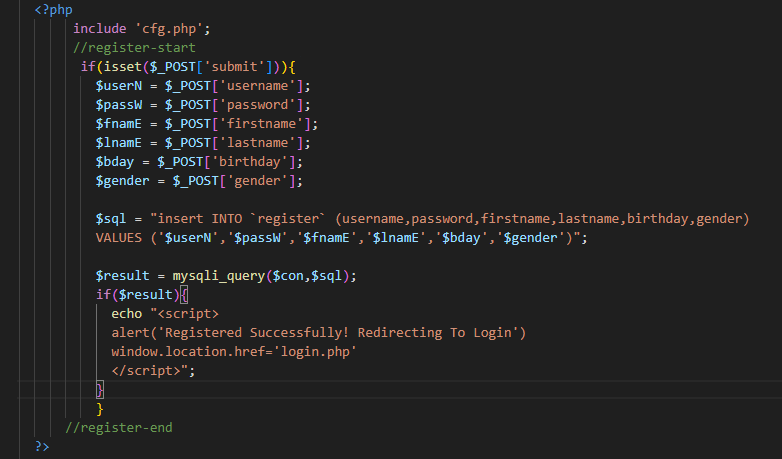 <?php
include 'cfg.php';
//register-start
if(isset($_POST['submit'])){
$userN = $_POST['username'];
$passW = $_POST['password'];
$fnamE = $_POST['firstname'];
$lnamE = $_POST['lastname'];
$bday = $_POST['birthday'];
$gender = $_POST['gender'];
$sql = "insert INTO `register` (username,password,firstname,lastname,birthday,gender)
VALUES ('$userN','$passW','$fnamE','$lnamE','$bday','$gender')";
$result = mysqli_query($con,$sql);
if($result){
echo "<script>
alert('Registered Successfully! Redirecting To Login')
window.location.href='login.php'
</script>";
}
}
//register-end
?>